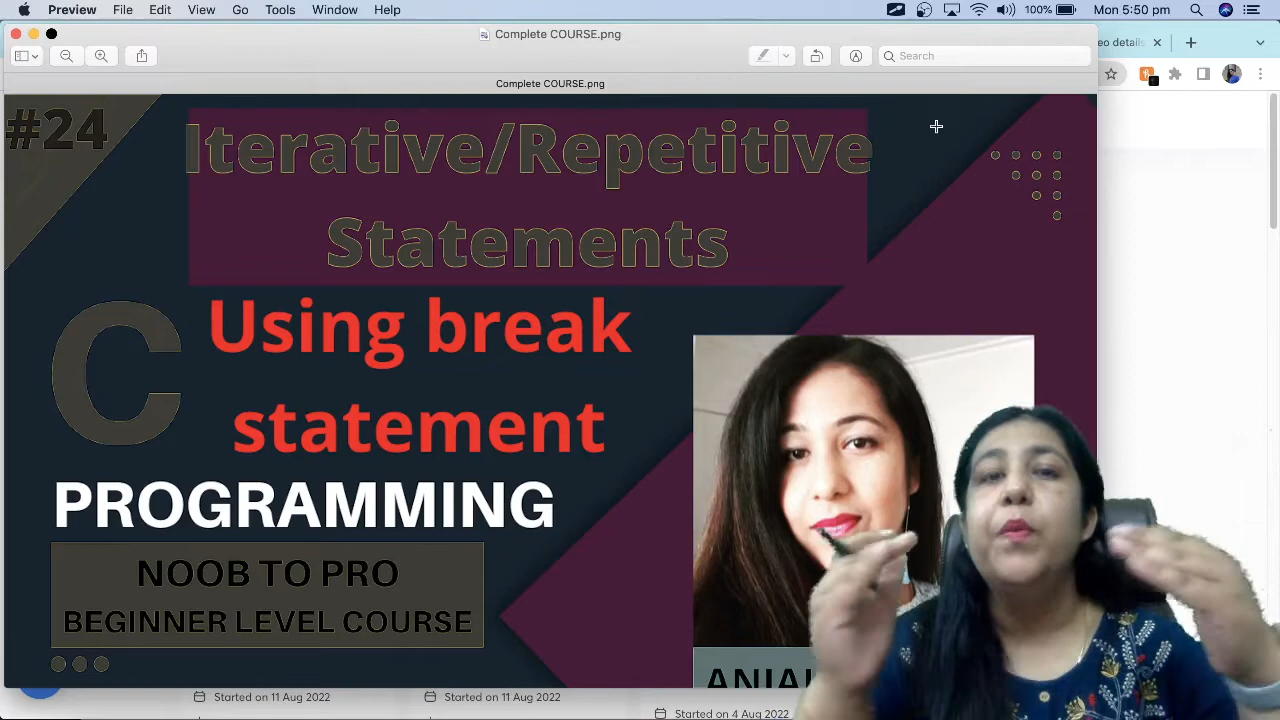 Preview File Edit View Go Tools Window Help 100% Mon 5:50 pm
Complete COURSE.png
eo details
Search
Complete COURSE.png
#24
Iterative/Repetitive
Statements
C
Using break
statement
PROGRAMMING
NOOB TO PRO
BEGINNER LEVEL COURSE
Started on 11 Aug 2022
Started on 11 Aug 2022
Started on 4 Aug 2022